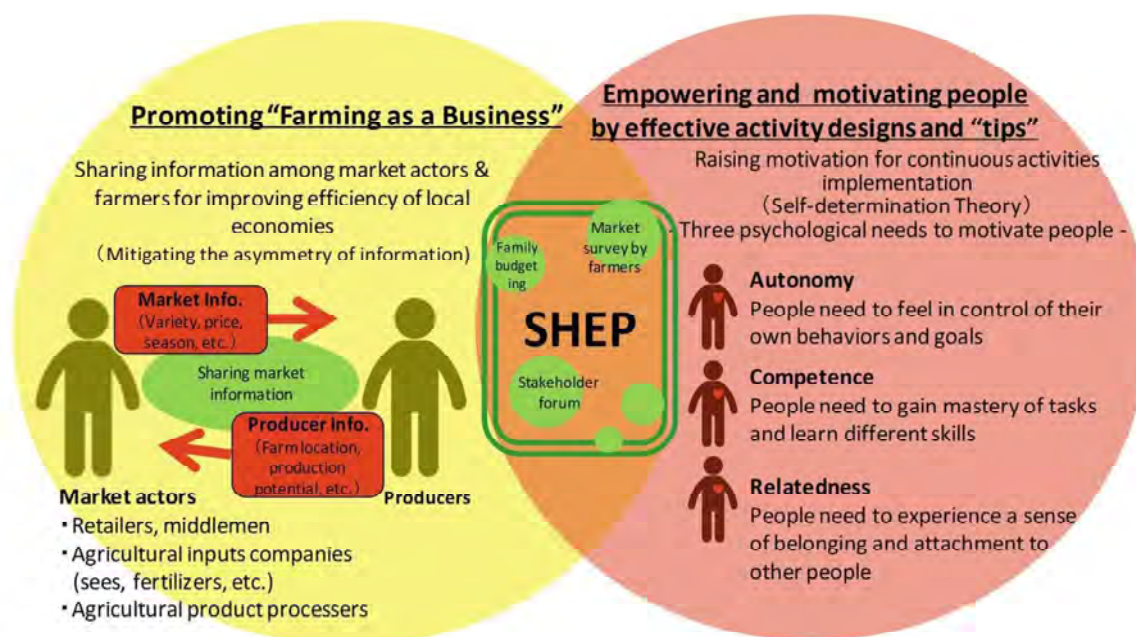 Promoting “Farming as a Business”
Sharing information among market actors &
farmers for improving efficiency of local
economies
（Mitigating the asymmetry of information）
Market Info.
（Variety, price,
season, etc.）
Sharing market
information
Producer Info.
（Farm location,
production
potential, etc.）
Market actors
・Retailers, middlemen
・Agricultural inputs companies
(sees, fertilizers, etc.)
・Agricultural product processers
Producers
Family
budget
ing
Market
survey by
farmers
SHEP
Stakeholder
forum
Empowering and motivating people
by effective activity designs and “tips”
Raising motivation for continuous activities
implementation
（Self-determination Theory）
- Three psychological needs to motivate people -
Autonomy
People need to feel in control of their
own behaviors and goals
Competence
People need to gain mastery of tasks
and learn different skills
Relatedness
People need to experience a sense
of belonging and attachment to
other people